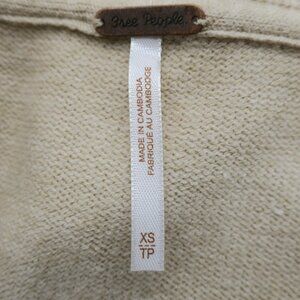 Free People.
MADE IN CAMBODIA
FABRIQUÉ AU CAMBODGE
XS
TP